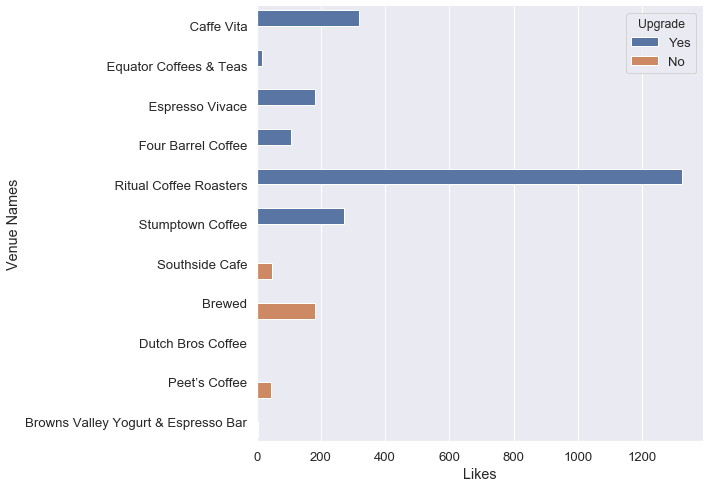 Upgrade
Yes
No
Venue Names
Caffe Vita
Equator Coffees & Teas
Espresso Vivace
Four Barrel Coffee
Ritual Coffee Roasters
Stumptown Coffee
Southside Cafe
Brewed
Dutch Bros Coffee
Peet’s Coffee
Browns Valley Yogurt & Espresso Bar
0 200 400 600 800 1000 1200
Likes